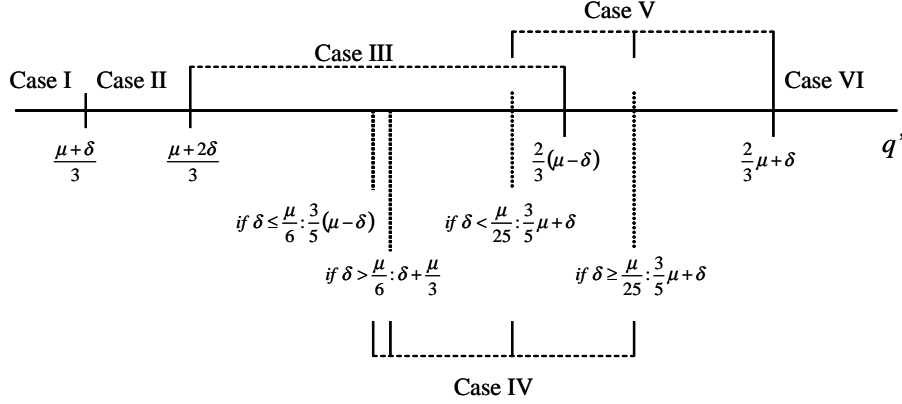 Case V
Case III
Case I Case II Case VI
q'
(μ+δ)/3 (μ+2δ)/3 2/3(μ−δ) 2/3μ+δ
if δ ≤ μ/6 : 3/5(μ−δ) if δ < μ/25 : 3/5μ+δ
if δ > μ/6 : δ+μ/3 if δ ≥ μ/25 : 3/5μ+δ
Case IV